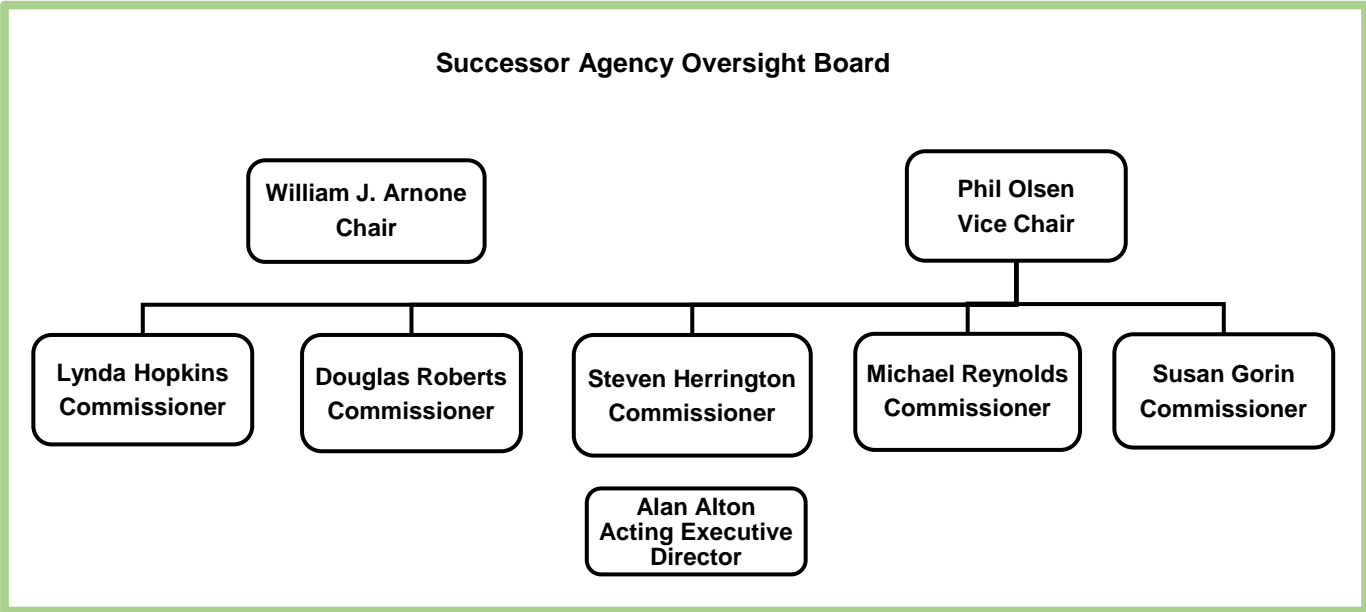 Successor Agency Oversight Board
William J. Arnone
Chair
Phil Olsen
Vice Chair
Lynda Hopkins
Commissioner
Douglas Roberts
Commissioner
Steven Herrington
Commissioner
Michael Reynolds
Commissioner
Susan Gorin
Commissioner
Alan Alton
Acting Executive
Director